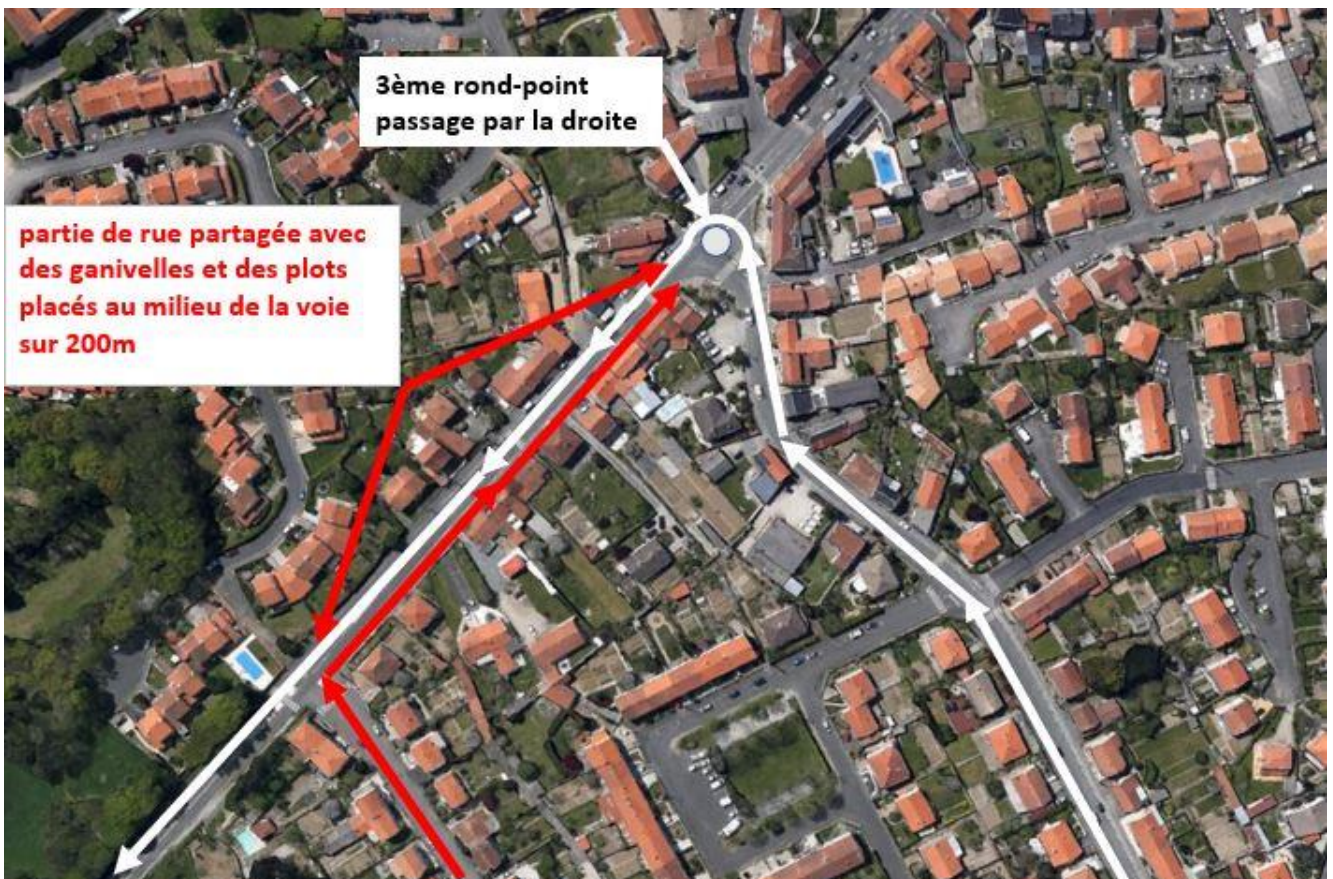 3ème rond-point
passage par la droite
partie de rue partagée avec
des ganivelles et des plots
placés au milieu de la voie
sur 200m